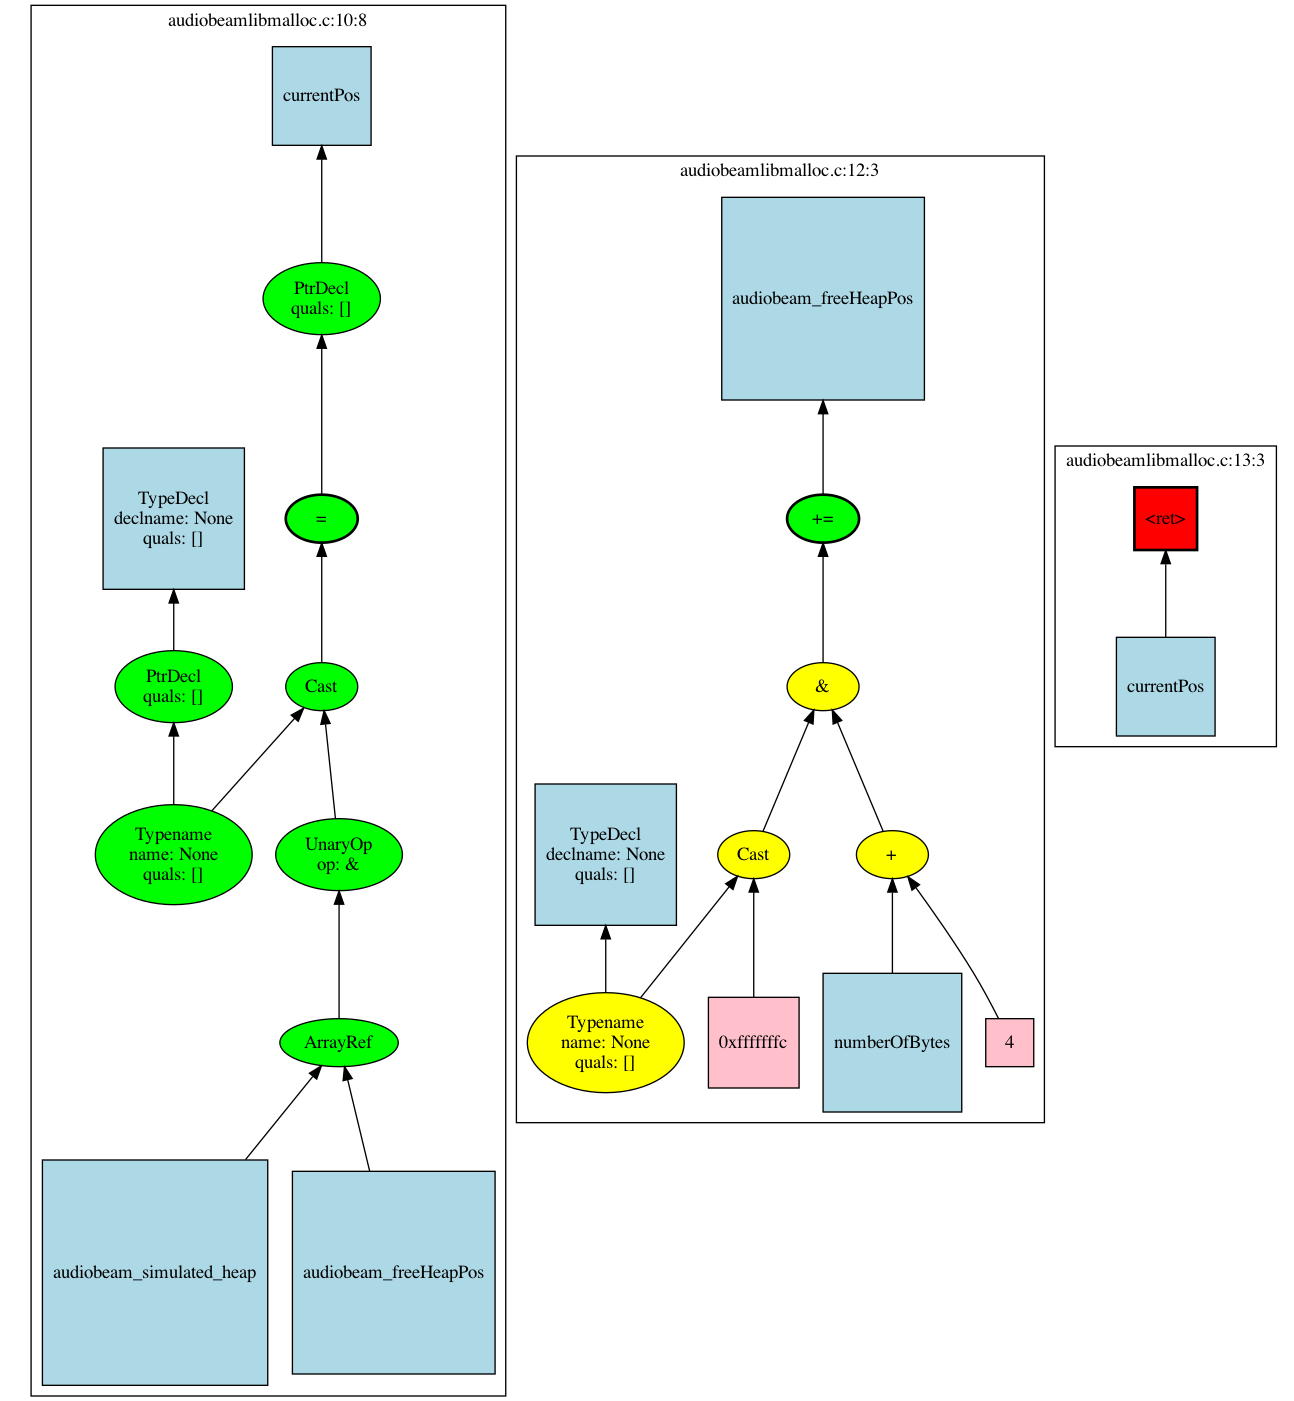 audiobeamlibmalloc.c:10:8
currentPos
PtrDecl
quals: []
=
TypeDecl
declname: None
quals: []
PtrDecl
quals: []
Cast
Typename
name: None
quals: []
UnaryOp
op: &
ArrayRef
audiobeam_simulated_heap
audiobeam_freeHeapPos
audiobeamlibmalloc.c:12:3
audiobeam_freeHeapPos
+=
&
TypeDecl
declname: None
quals: []
Cast
+
Typename
name: None
quals: []
0xfffffffc
numberOfBytes
4
audiobeamlibmalloc.c:13:3
<ret>
currentPos